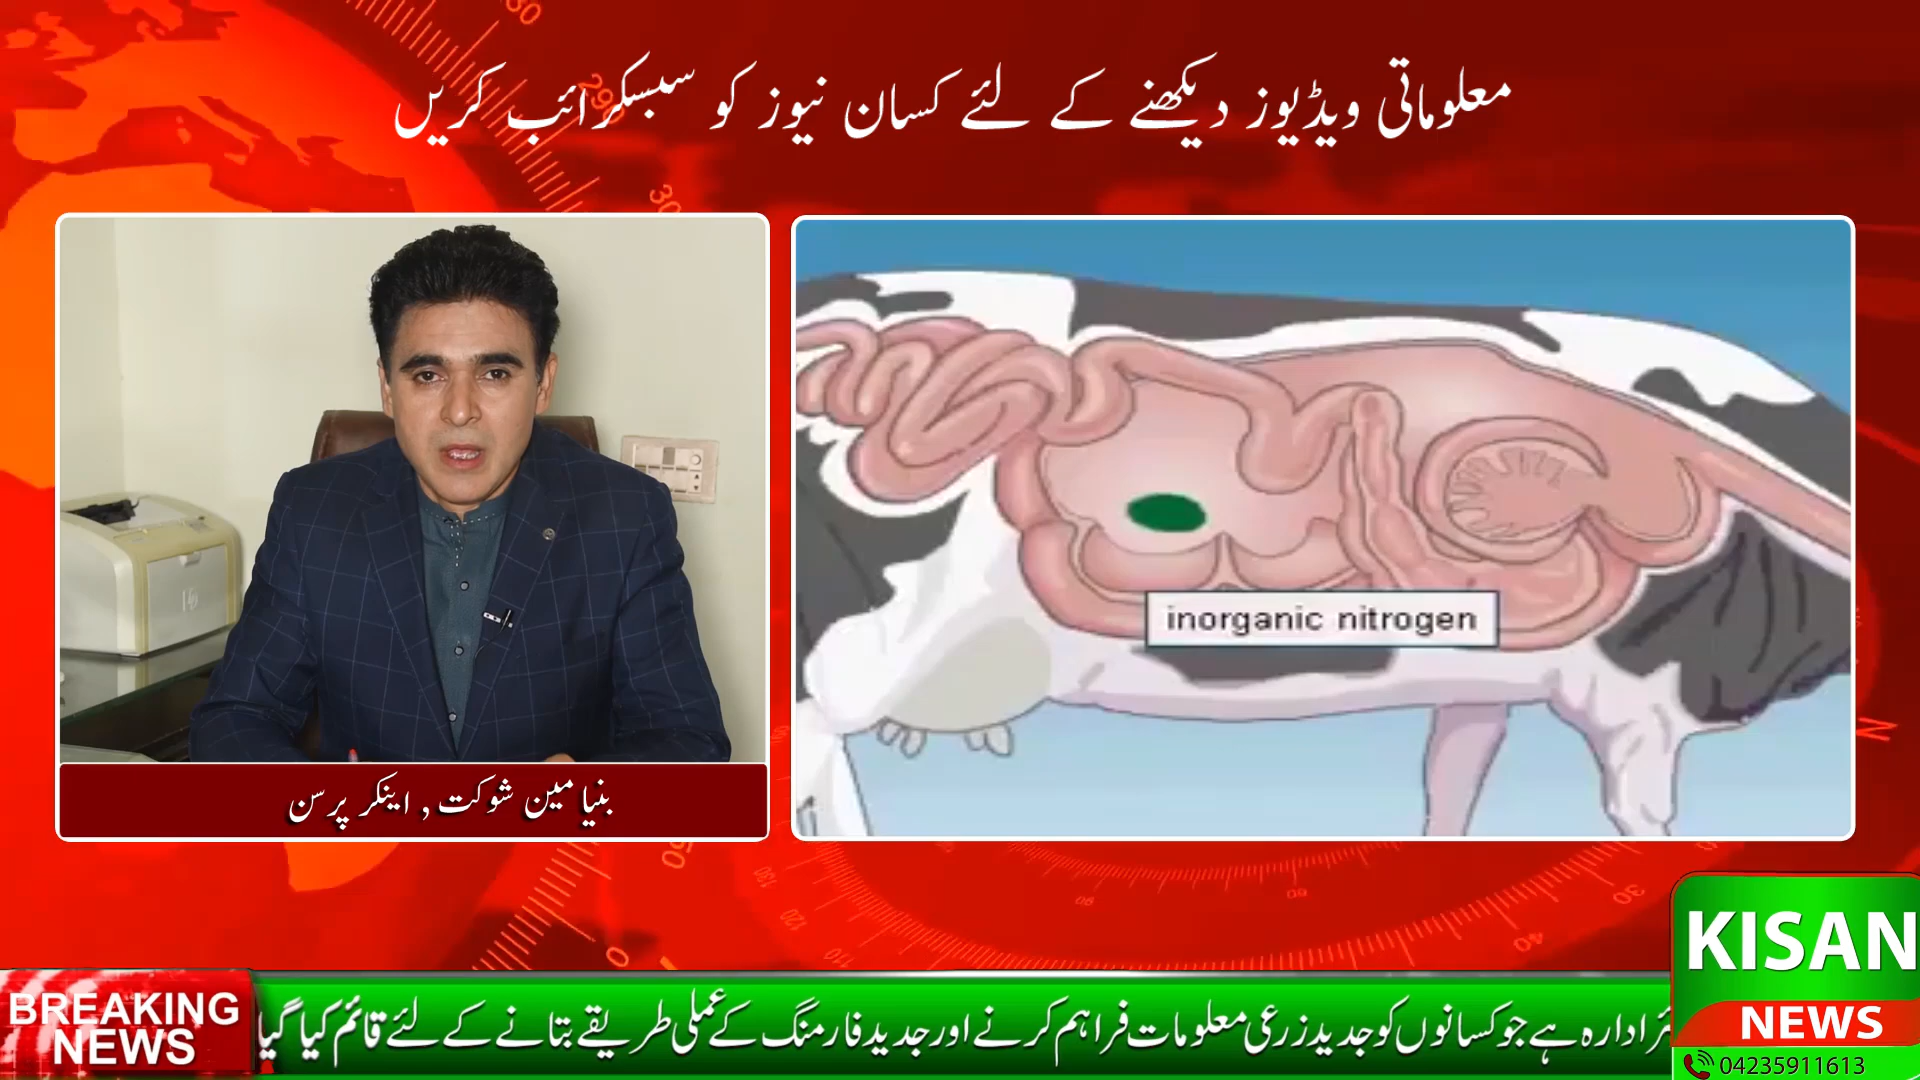 معلوماتی ویڈیوز دیکھنے کے لئے کسان نیوز کو سبسکرائب کریں
inorganic nitrogen
بنیامین شوکت , اینکر پرسن
KISAN
NEWS
04235911613
BREAKING
NEWS
ادارہ ہے جو کسانوں کو جدید زرعی معلومات فراہم کرنے اور جدید فارمنگ کے عملی طریقے بتانے کے لئے قائم کیا گیا